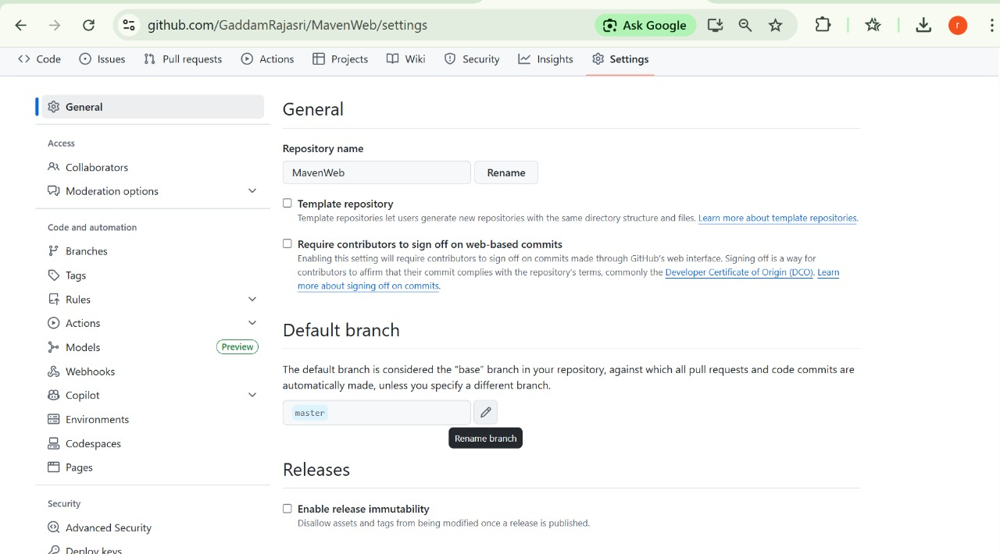 github.com/GaddamRajasri/MavenWeb/settings
Ask Google
r
Code
Issues
Pull requests
Actions
Projects
Wiki
Security
Insights
Settings
General
Access
Collaborators
Moderation options
Code and automation
Branches
Tags
Rules
Actions
Models
Preview
Webhooks
Copilot
Environments
Codespaces
Pages
Security
Advanced Security
Deploy keys
General
Repository name
MavenWeb
Rename
Template repository
Template repositories let users generate new repositories with the same directory structure and files. Learn more about template repositories.
Require contributors to sign off on web-based commits
Enabling this setting will require contributors to sign off on commits made through GitHub's web interface. Signing off is a way for
contributors to affirm that their commit complies with the repository's terms, commonly the Developer Certificate of Origin (DCO). Learn
more about signing off on commits.
Default branch
The default branch is considered the “base” branch in your repository, against which all pull requests and code commits are
automatically made, unless you specify a different branch.
master
Rename branch
Releases
Enable release immutability
Disallow assets and tags from being modified once a release is published.